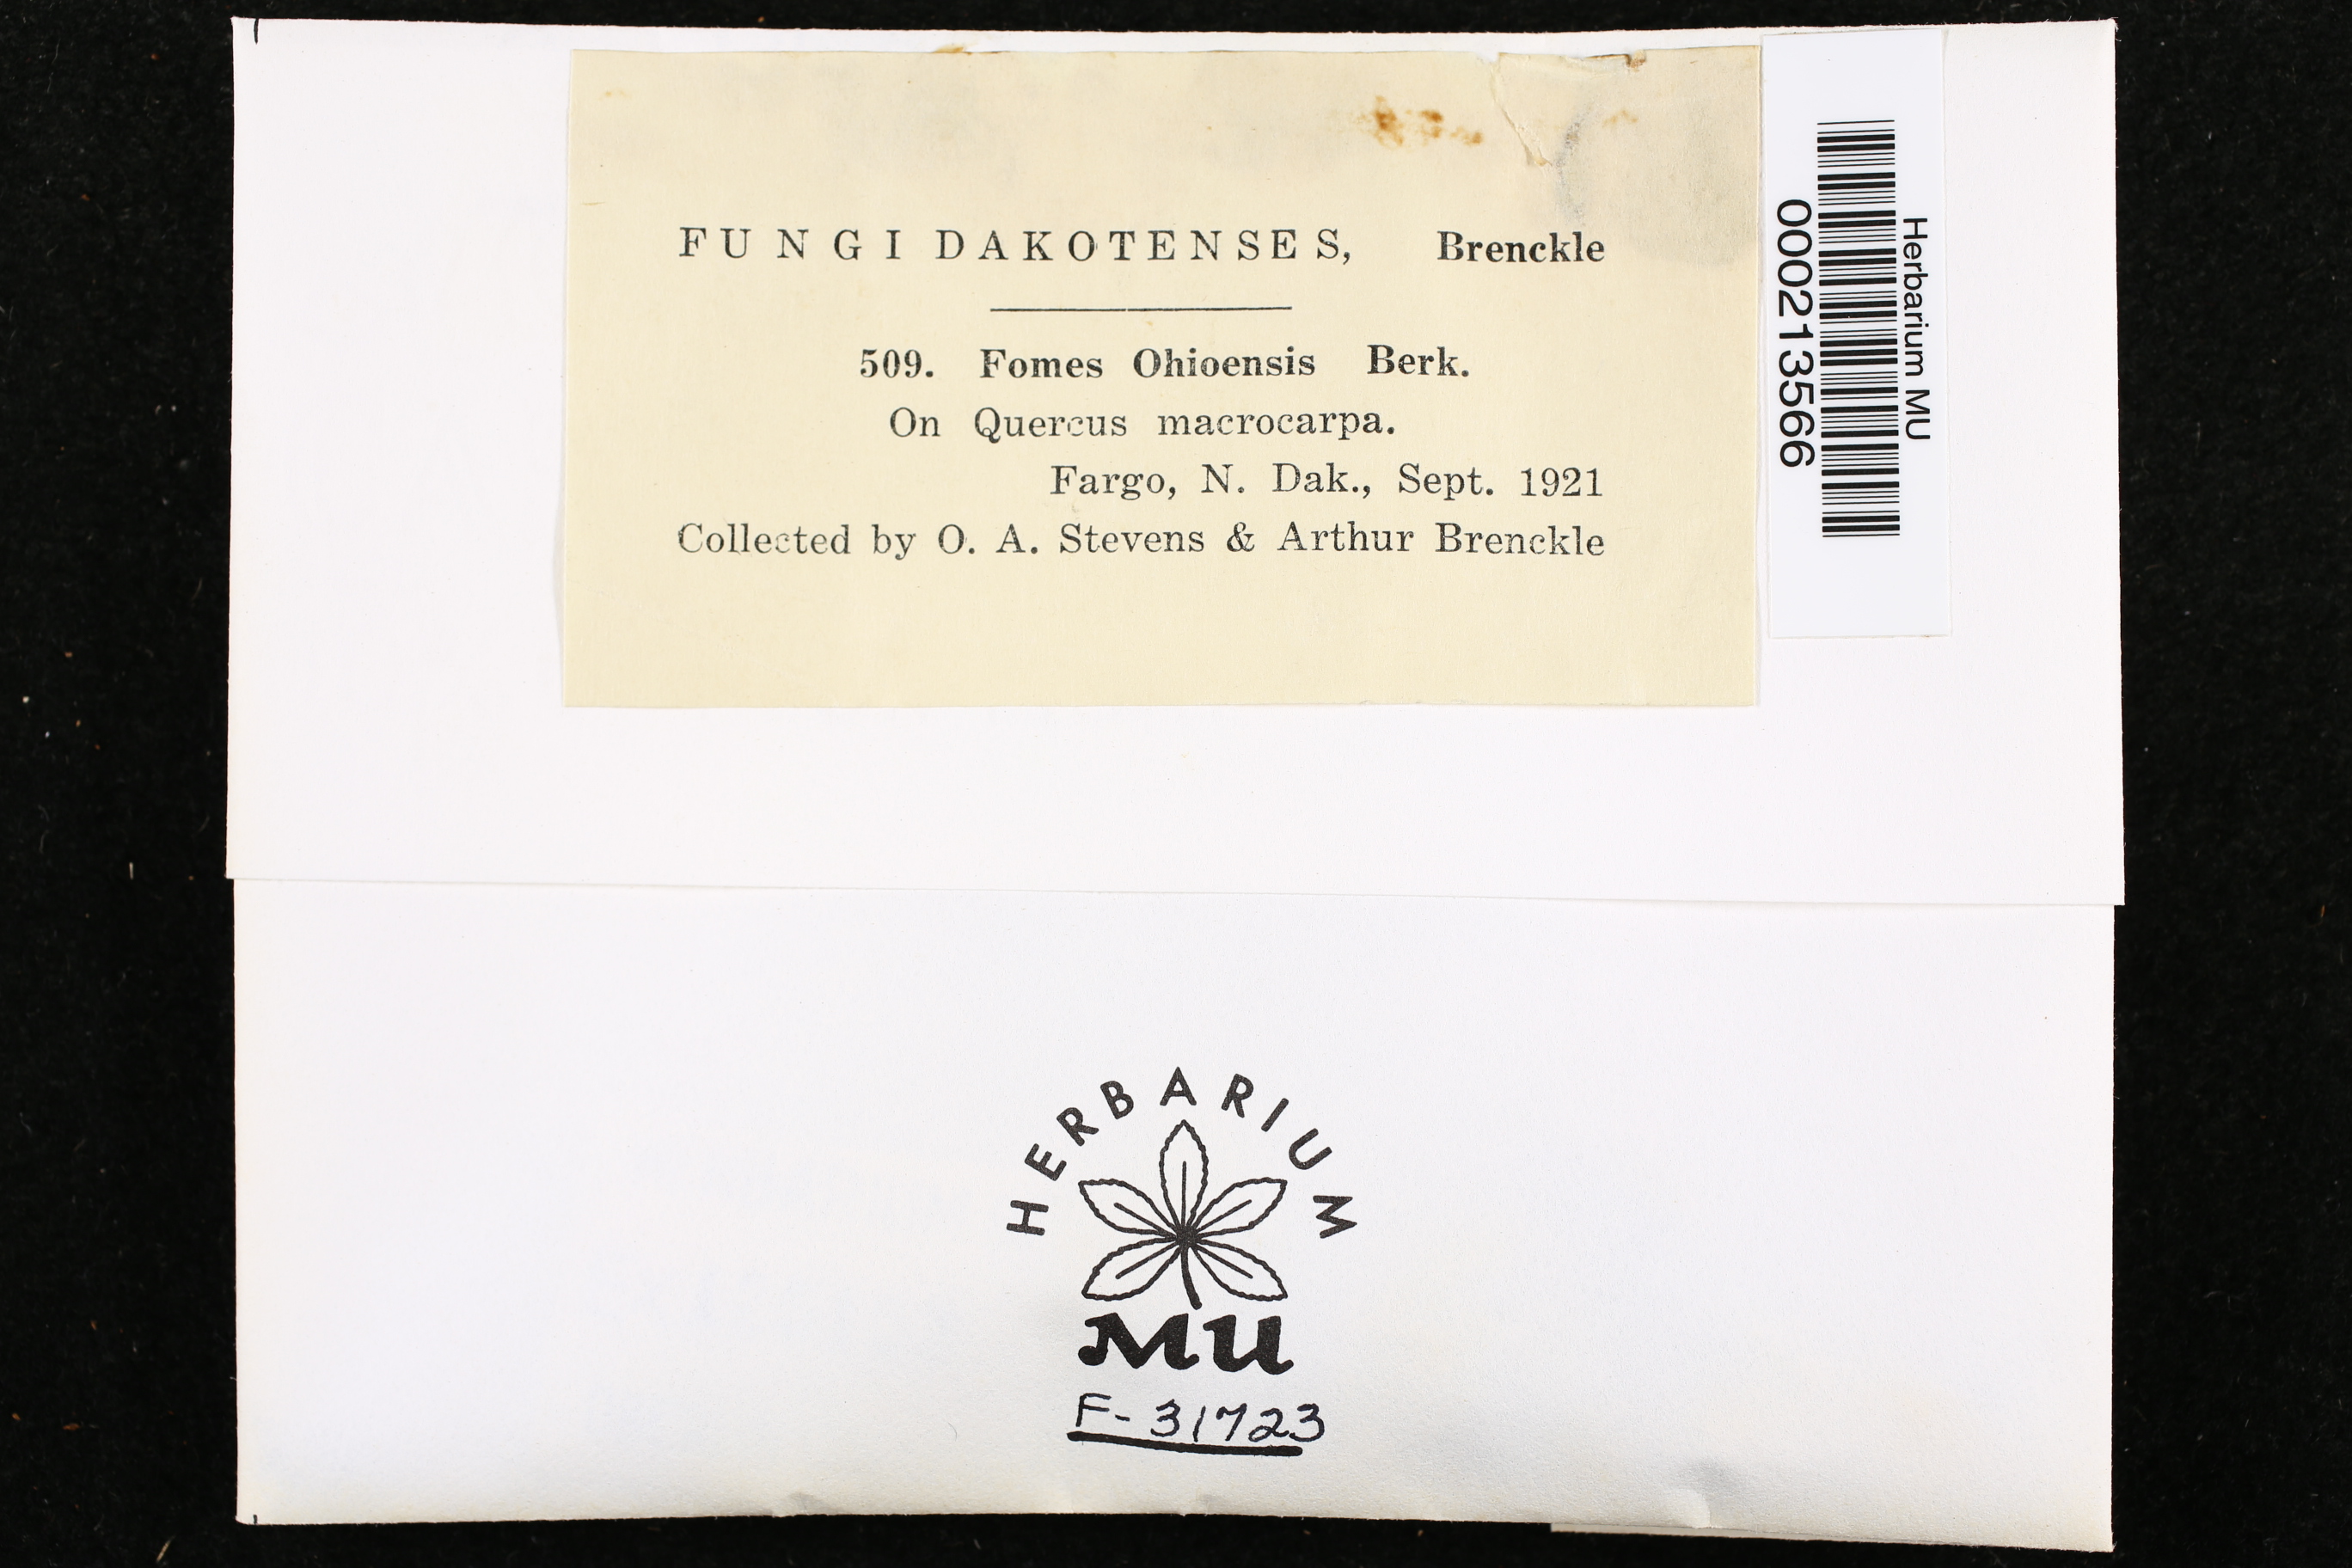 FUNGI DAKOTENSES, Brenckle
509. Fomes Ohioensis Berk.
On Quercus macrocarpa.
Fargo, N. Dak., Sept. 1921
Collected by O. A. Stevens & Arthur Brenckle
Herbarium MU
000213566
HERBARIUM
MU
F-31723